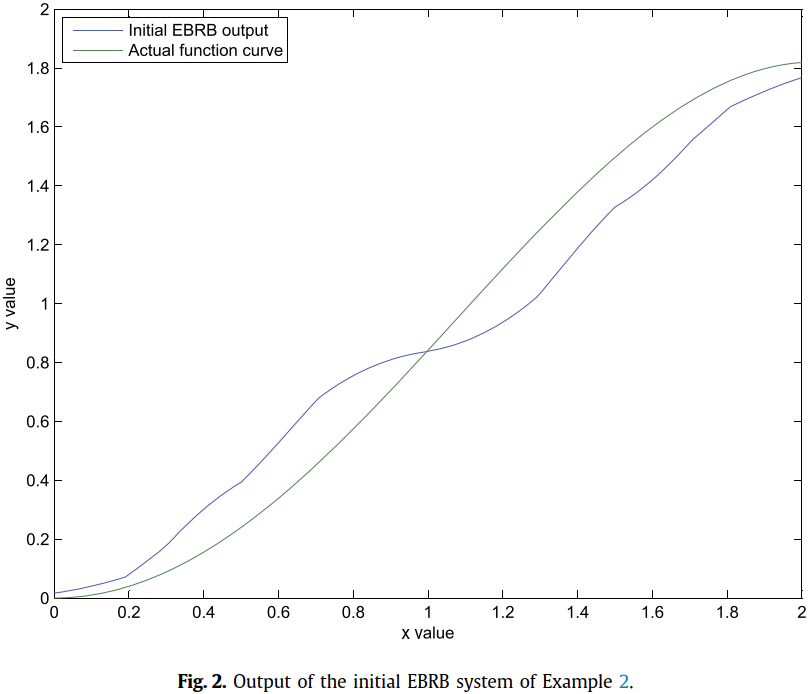 Initial EBRB output
Actual function curve
2
1.8
1.6
1.4
1.2
1
0.8
0.6
0.4
0.2
0
y value
0 0.2 0.4 0.6 0.8 1 1.2 1.4 1.6 1.8 2
x value
Fig. 2. Output of the initial EBRB system of Example 2.